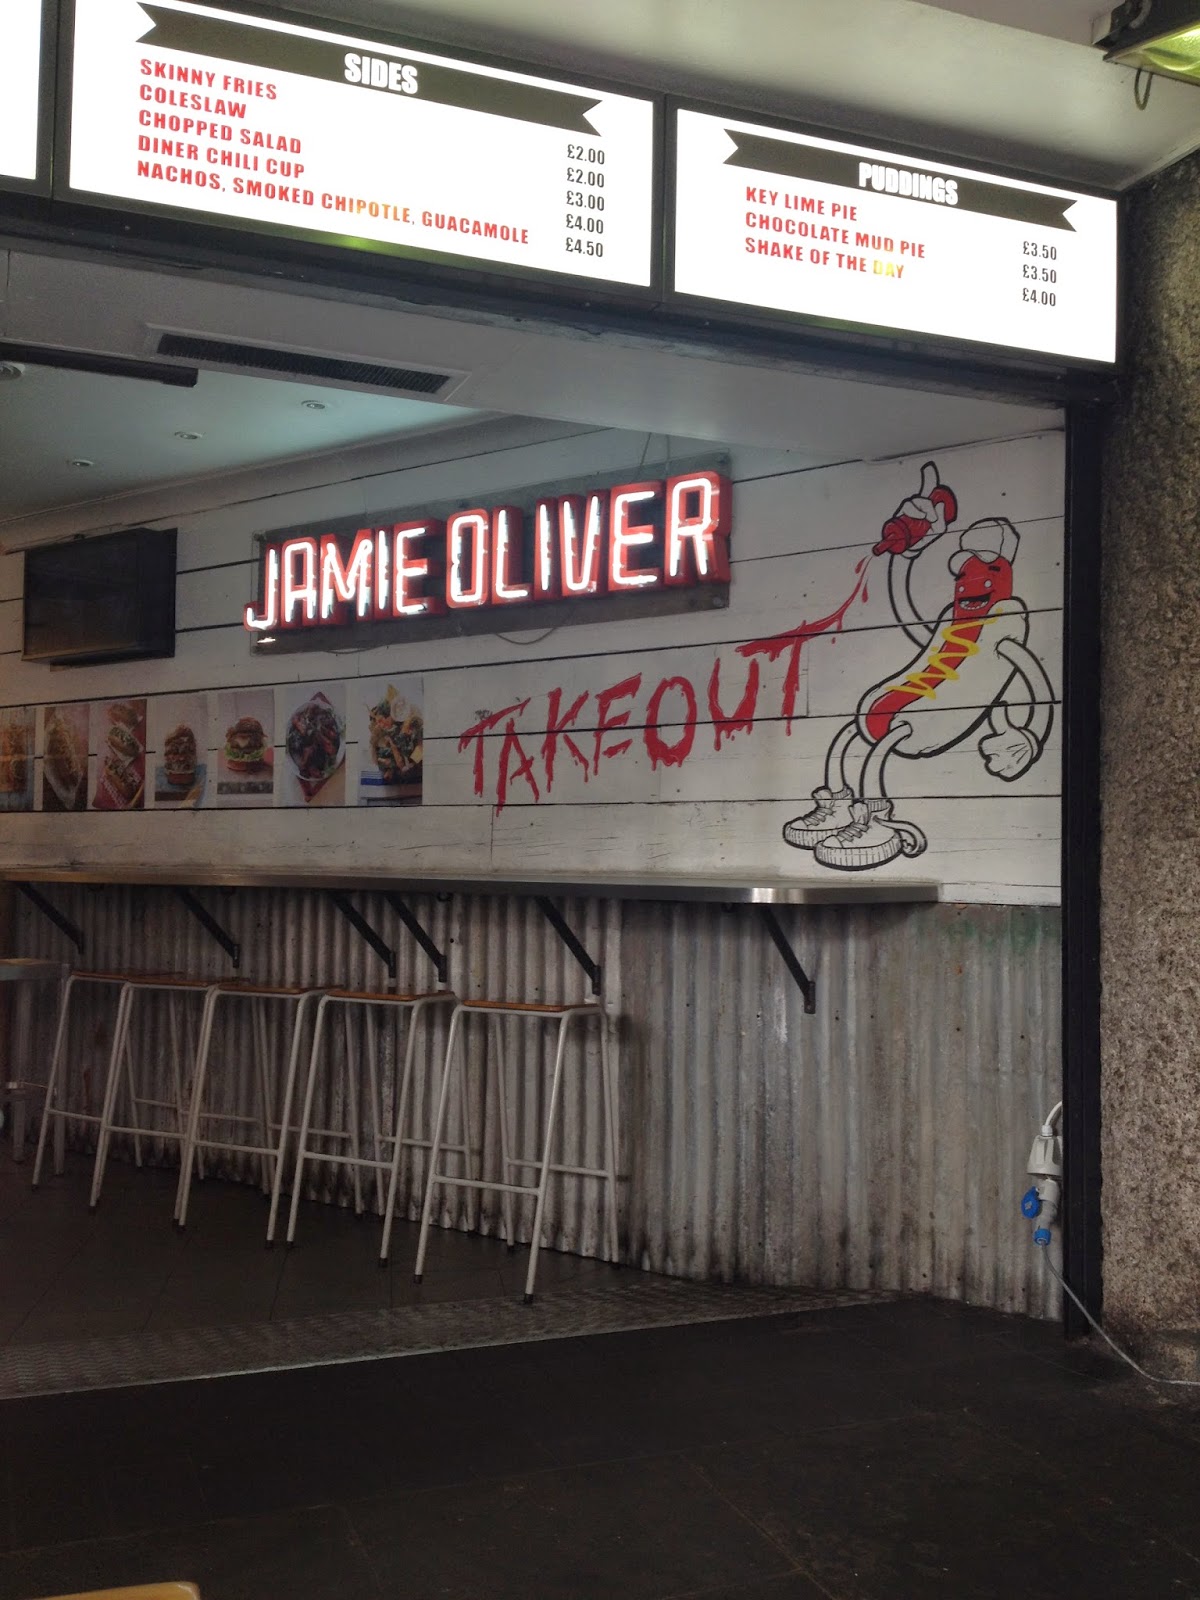 SIDES
SKINNY FRIES £2.00
COLESLAW £2.00
CHOPPED SALAD £3.00
DINER CHILI CUP £4.00
NACHOS, SMOKED CHIPOTLE, GUACAMOLE £4.50
PUDDINGS
KEY LIME PIE £3.50
CHOCOLATE MUD PIE £3.50
SHAKE OF THE DAY £4.00
JAMIE OLIVER
TAKEOUT